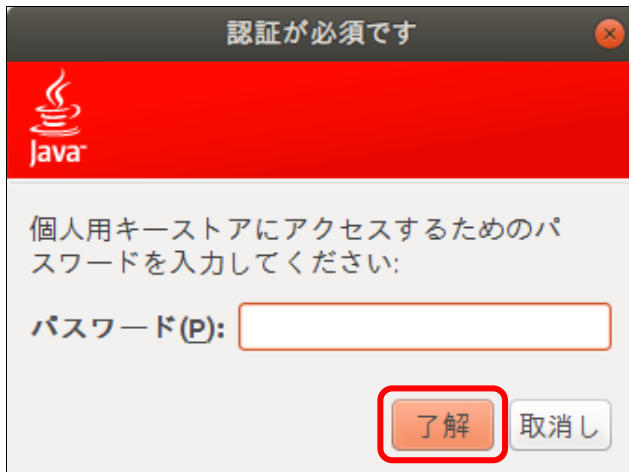 認証が必須です
Java
個人用キーストアにアクセスするためのパ
スワードを入力してください:
パスワード(P):
了解 取消し